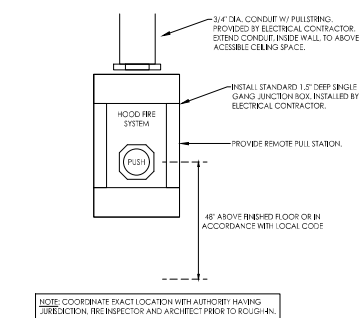 3/4" DIA. CONDUIT W/ PULLSTRING.
PROVIDED BY ELECTRICAL CONTRACTOR.
EXTEND CONDUIT, INSIDE WALL, TO ABOVE
ACESSIBLE CEILING SPACE.
INSTALL STANDARD 1.5" DEEP SINGLE
GANG JUNCTION BOX, INSTALLED BY
ELECTRICAL CONTRACTOR.
HOOD FIRE
SYSTEM
PROVIDE REMOTE PULL STATION.
PUSH
48" ABOVE FINISHED FLOOR OR IN
ACCORDANCE WITH LOCAL CODE
NOTE: COORDINATE EXACT LOCATION WITH AUTHORITY HAVING
JURISDICTION, FIRE INSPECTOR AND ARCHITECT PRIOR TO ROUGH-IN.